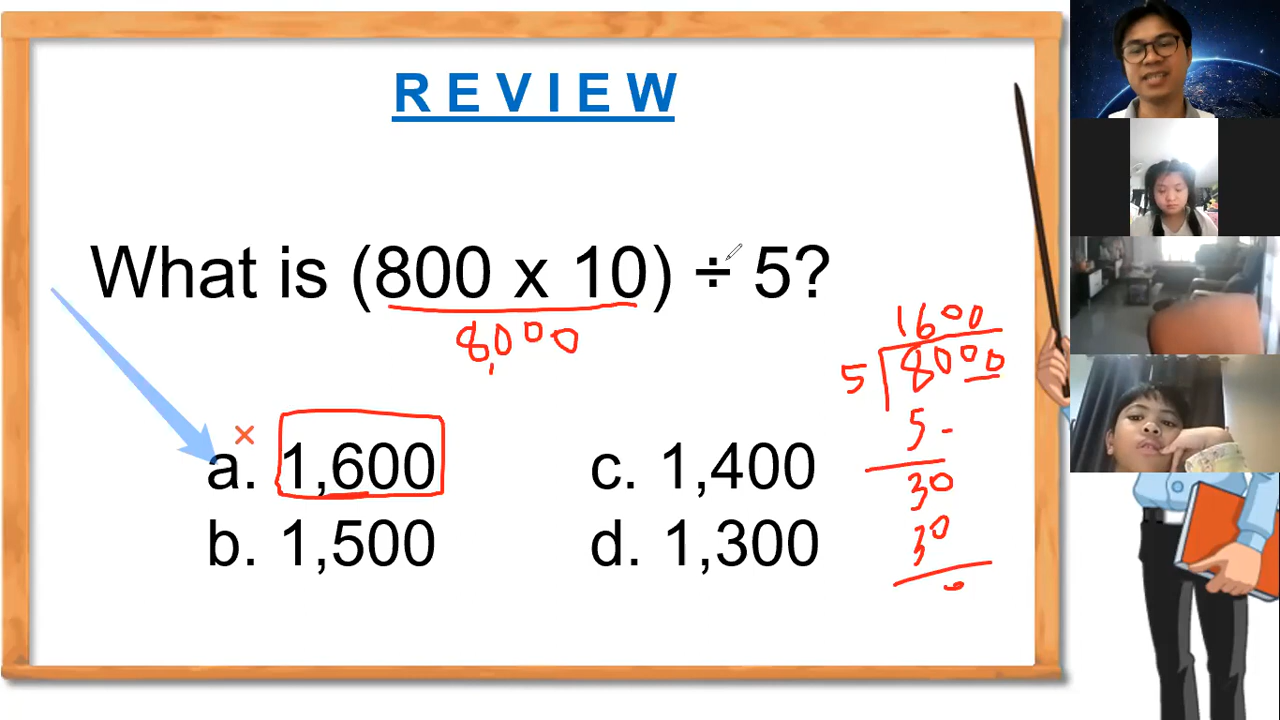 REVIEW
What is (800 x 10) ÷ 5?
8,000
a. 1,600
b. 1,500
c. 1,400
d. 1,300
1600
5 8000
5 -
30
30
0